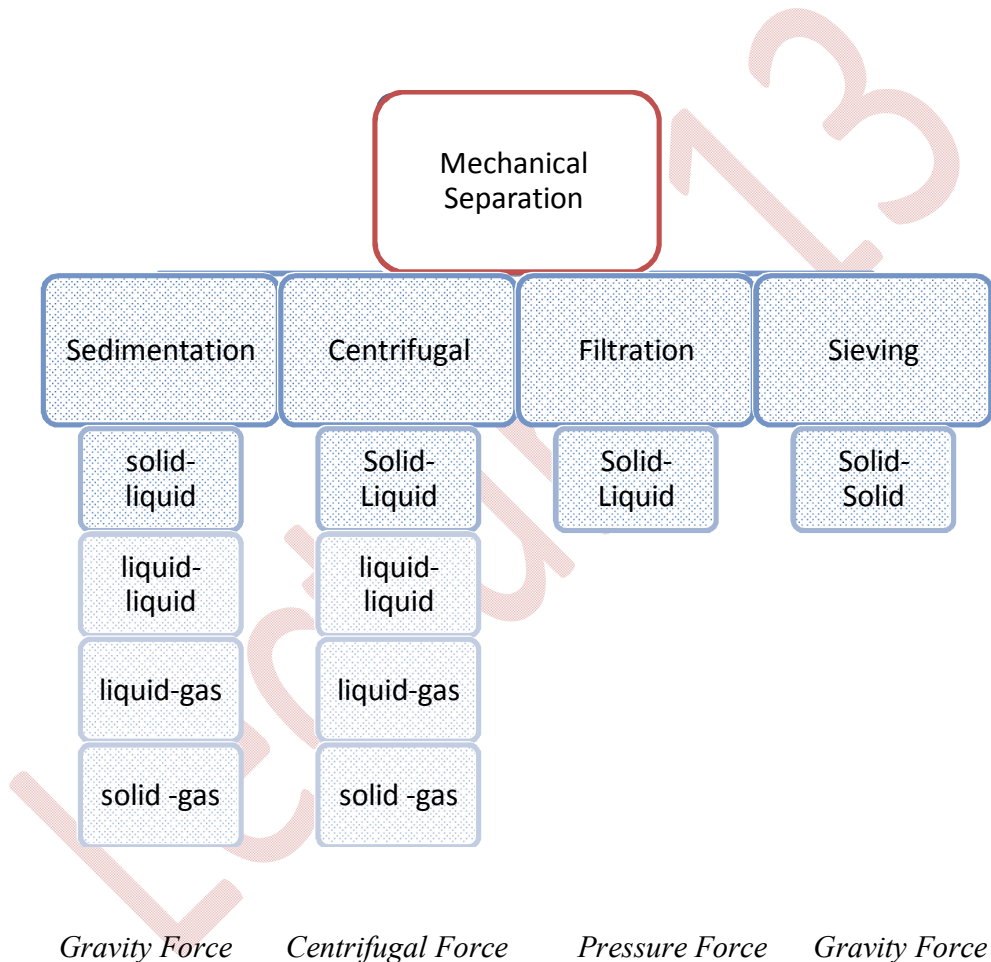 Mechanical
Separation
Sedimentation
Centrifugal
Filtration
Sieving
solid-
liquid
Solid-
Liquid
Solid-
Liquid
Solid-
Solid
liquid-
liquid
liquid-
liquid
liquid-gas
liquid-gas
solid -gas
solid -gas
Gravity Force
Centrifugal Force
Pressure Force
Gravity Force